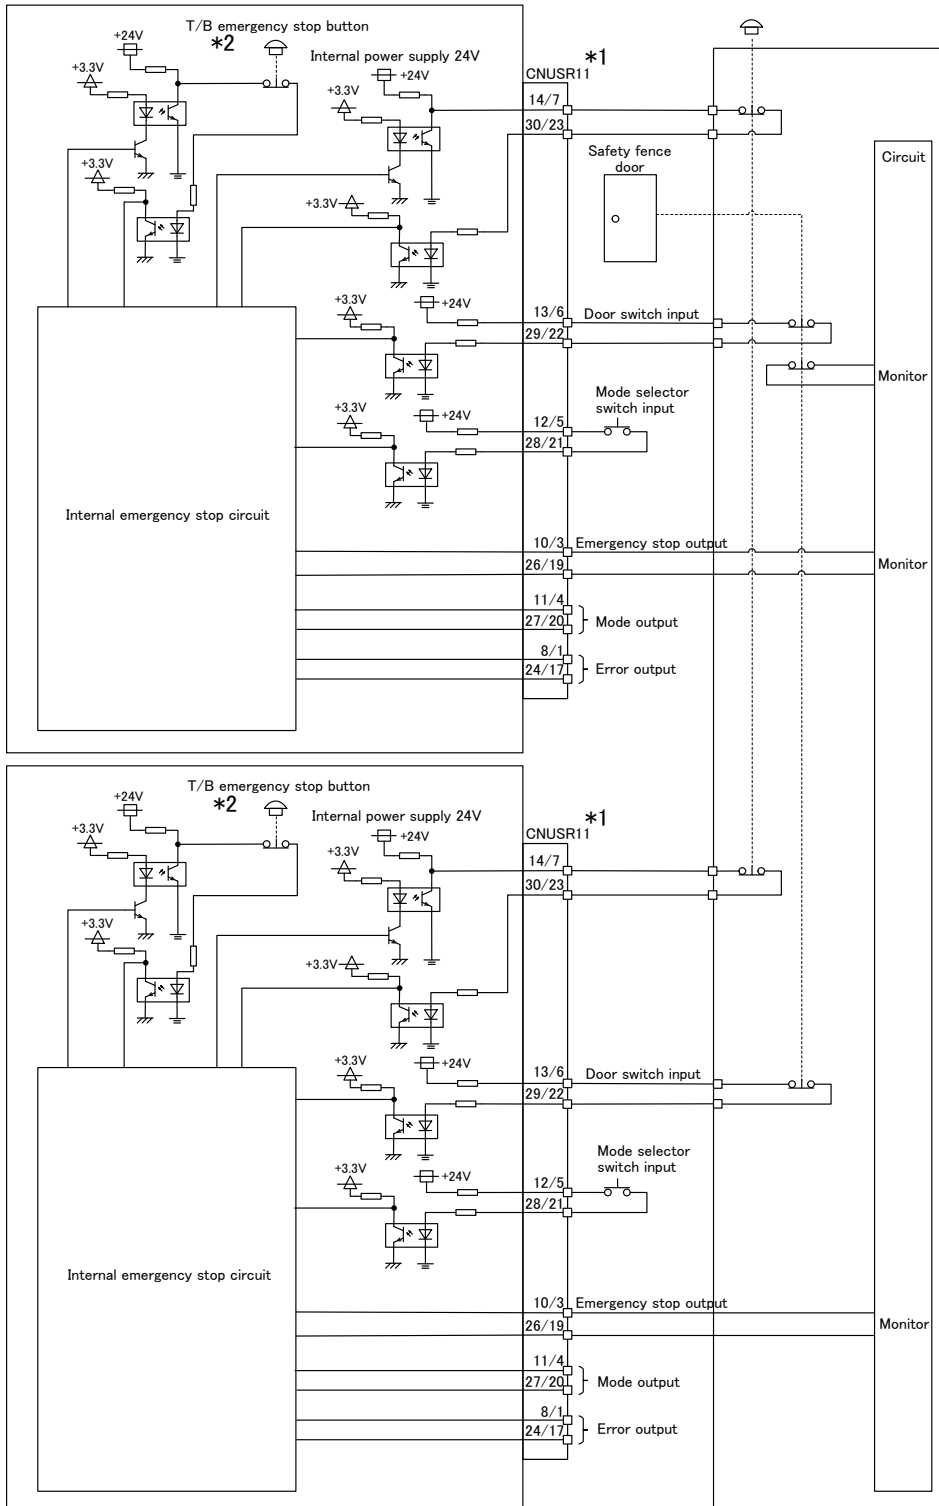 T/B emergency stop button
+24V
*2
Internal power supply 24V
*1
+3.3V
+24V
CNUSR11
+3.3V
14/7
30/23
Safety fence
door
Circuit
+3.3V
+3.3V
+3.3V
+24V
13/6
Door switch input
29/22
Monitor
Mode selector
switch input
+3.3V
+24V
12/5
28/21
Internal emergency stop circuit
10/3
Emergency stop output
26/19
Monitor
11/4
27/20
Mode output
8/1
24/17
Error output
T/B emergency stop button
+24V
*2
Internal power supply 24V
*1
+3.3V
+24V
CNUSR11
+3.3V
14/7
30/23
+3.3V
+3.3V
+3.3V
+24V
13/6
Door switch input
29/22
Mode selector
switch input
+3.3V
+24V
12/5
28/21
Internal emergency stop circuit
10/3
Emergency stop output
26/19
Monitor
11/4
27/20
Mode output
8/1
24/17
Error output